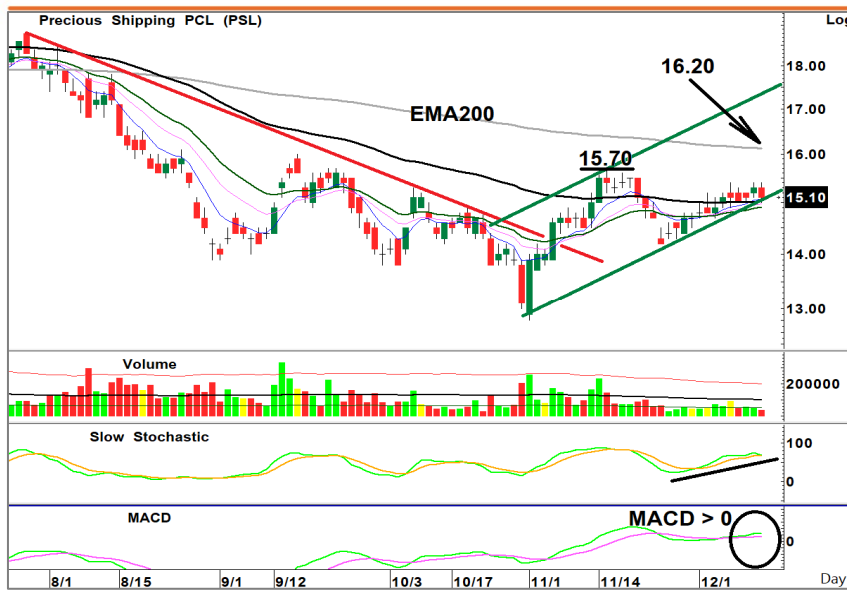 Precious Shipping PCL (PSL)
Log
18.00
16.20
17.00
EMA200
16.00
15.70
15.10
14.00
13.00
Volume
200000
Slow Stochastic
100
0
MACD
MACD > 0
0
8/1 8/15 9/1 9/12 10/3 10/17 11/1 11/14 12/1 Day